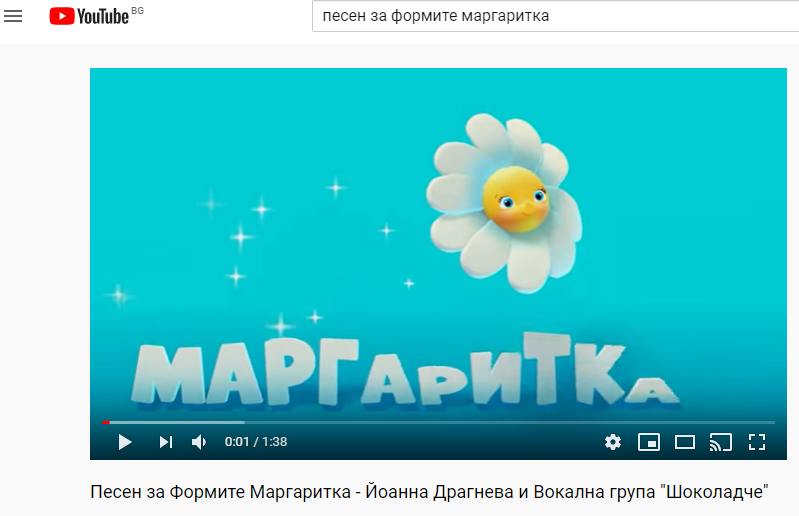 YouTube BG
песен за формите маргаритка
МАРГАРИТКА
0:01 / 1:38
Песен за Формите Маргаритка - Йоанна Драгнева и Вокална група "Шоколадче"